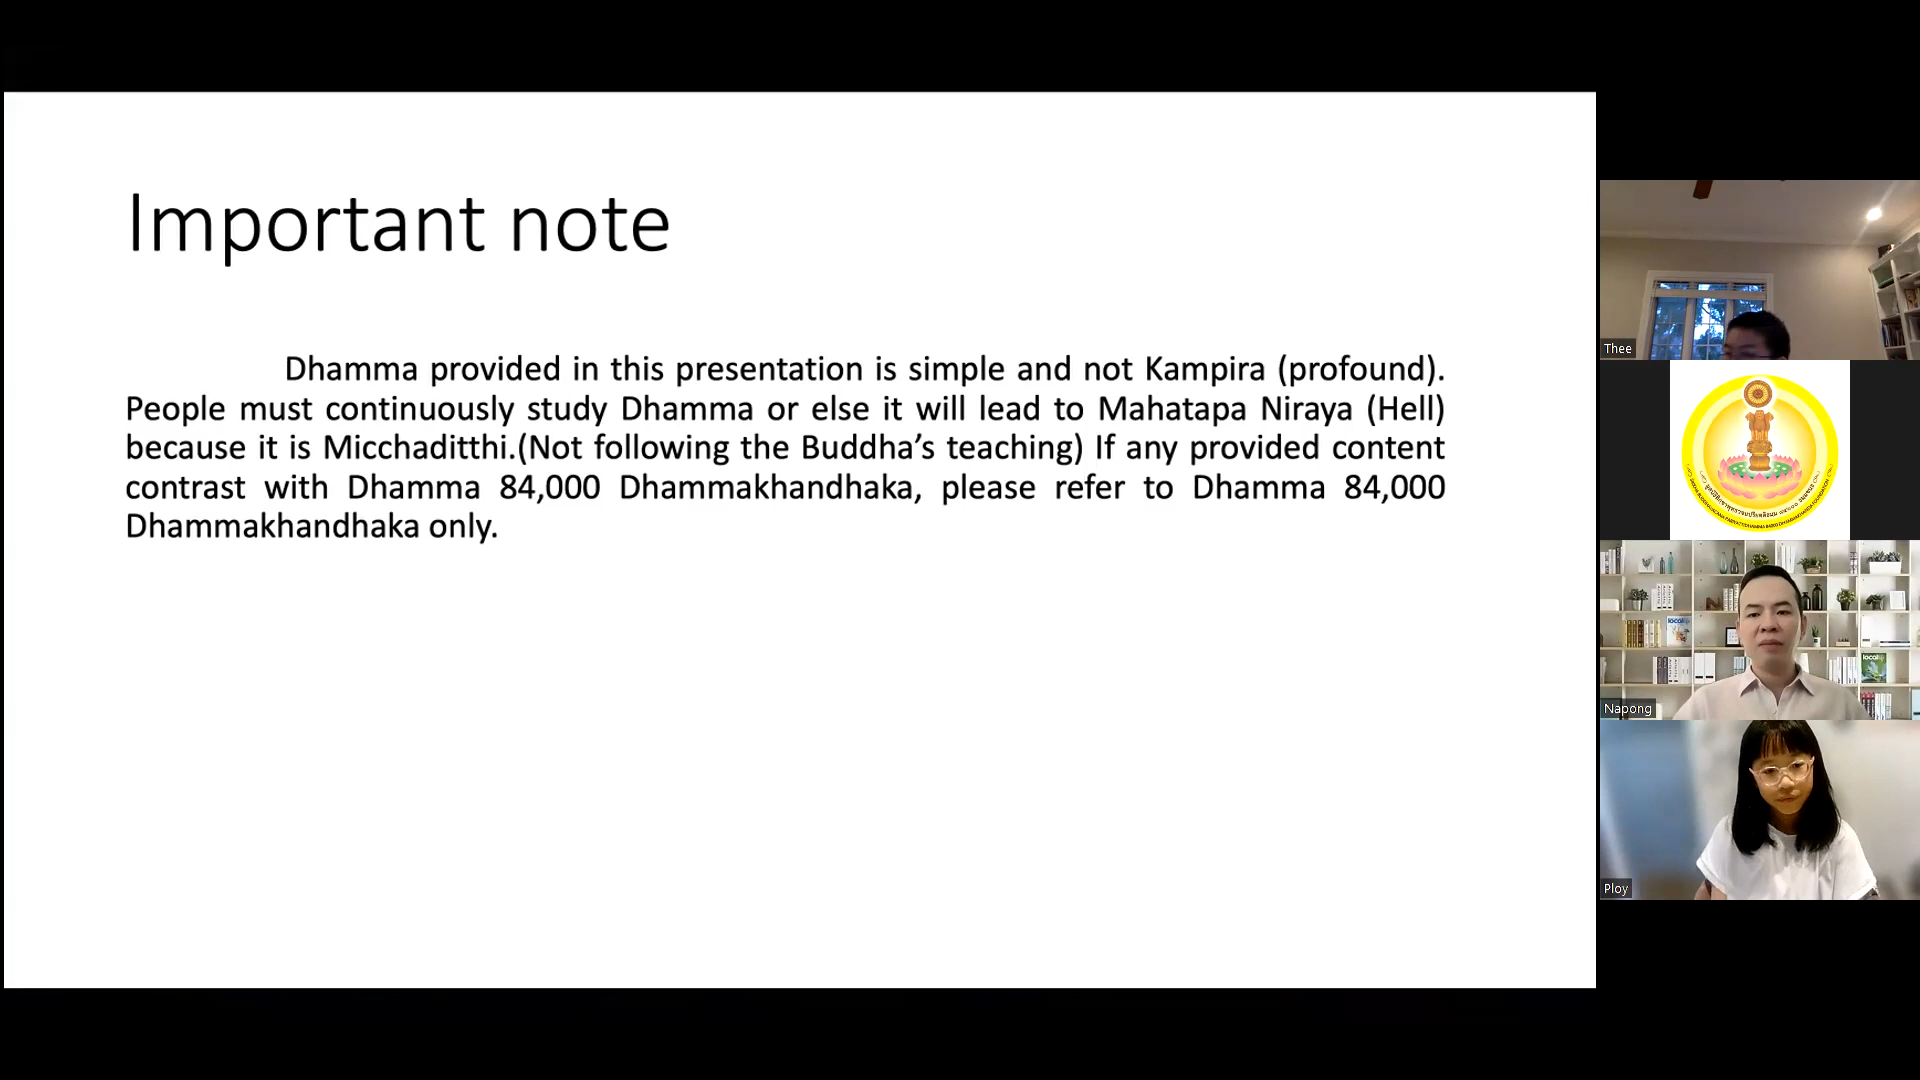 Important note
Dhamma provided in this presentation is simple and not Kampira (profound).
People must continuously study Dhamma or else it will lead to Mahatapa Niraya (Hell)
because it is Micchaditthi.(Not following the Buddha’s teaching) If any provided content
contrast with Dhamma 84,000 Dhammakhandhaka, please refer to Dhamma 84,000
Dhammakhandhaka only.
Thee
Napong
local
local
Ploy